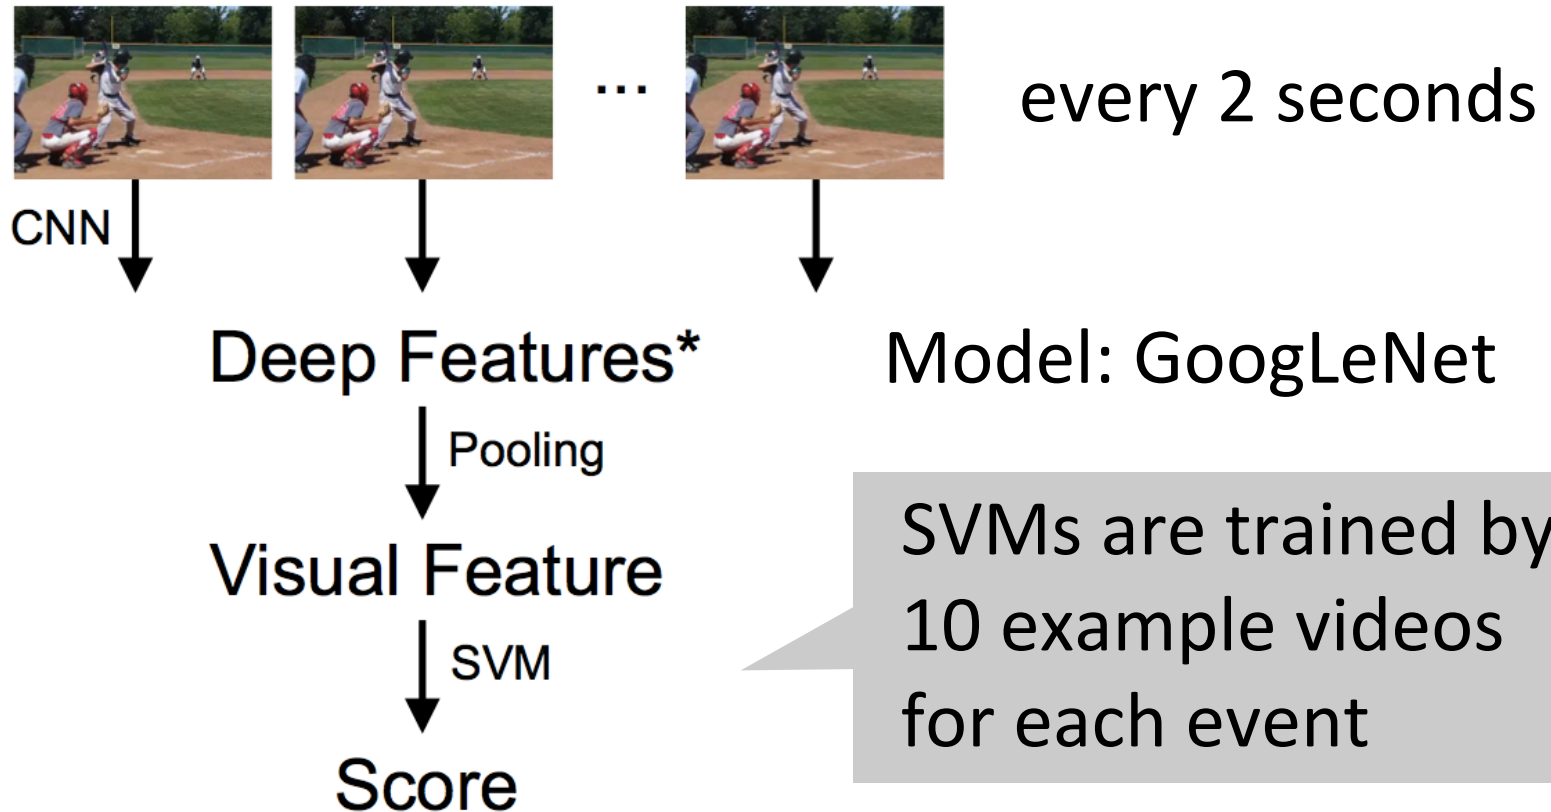 ... every 2 seconds
CNN
Deep Features* Model: GoogLeNet
Pooling
SVMs are trained by
Visual Feature
10 example videos
SVM
for each event
Score